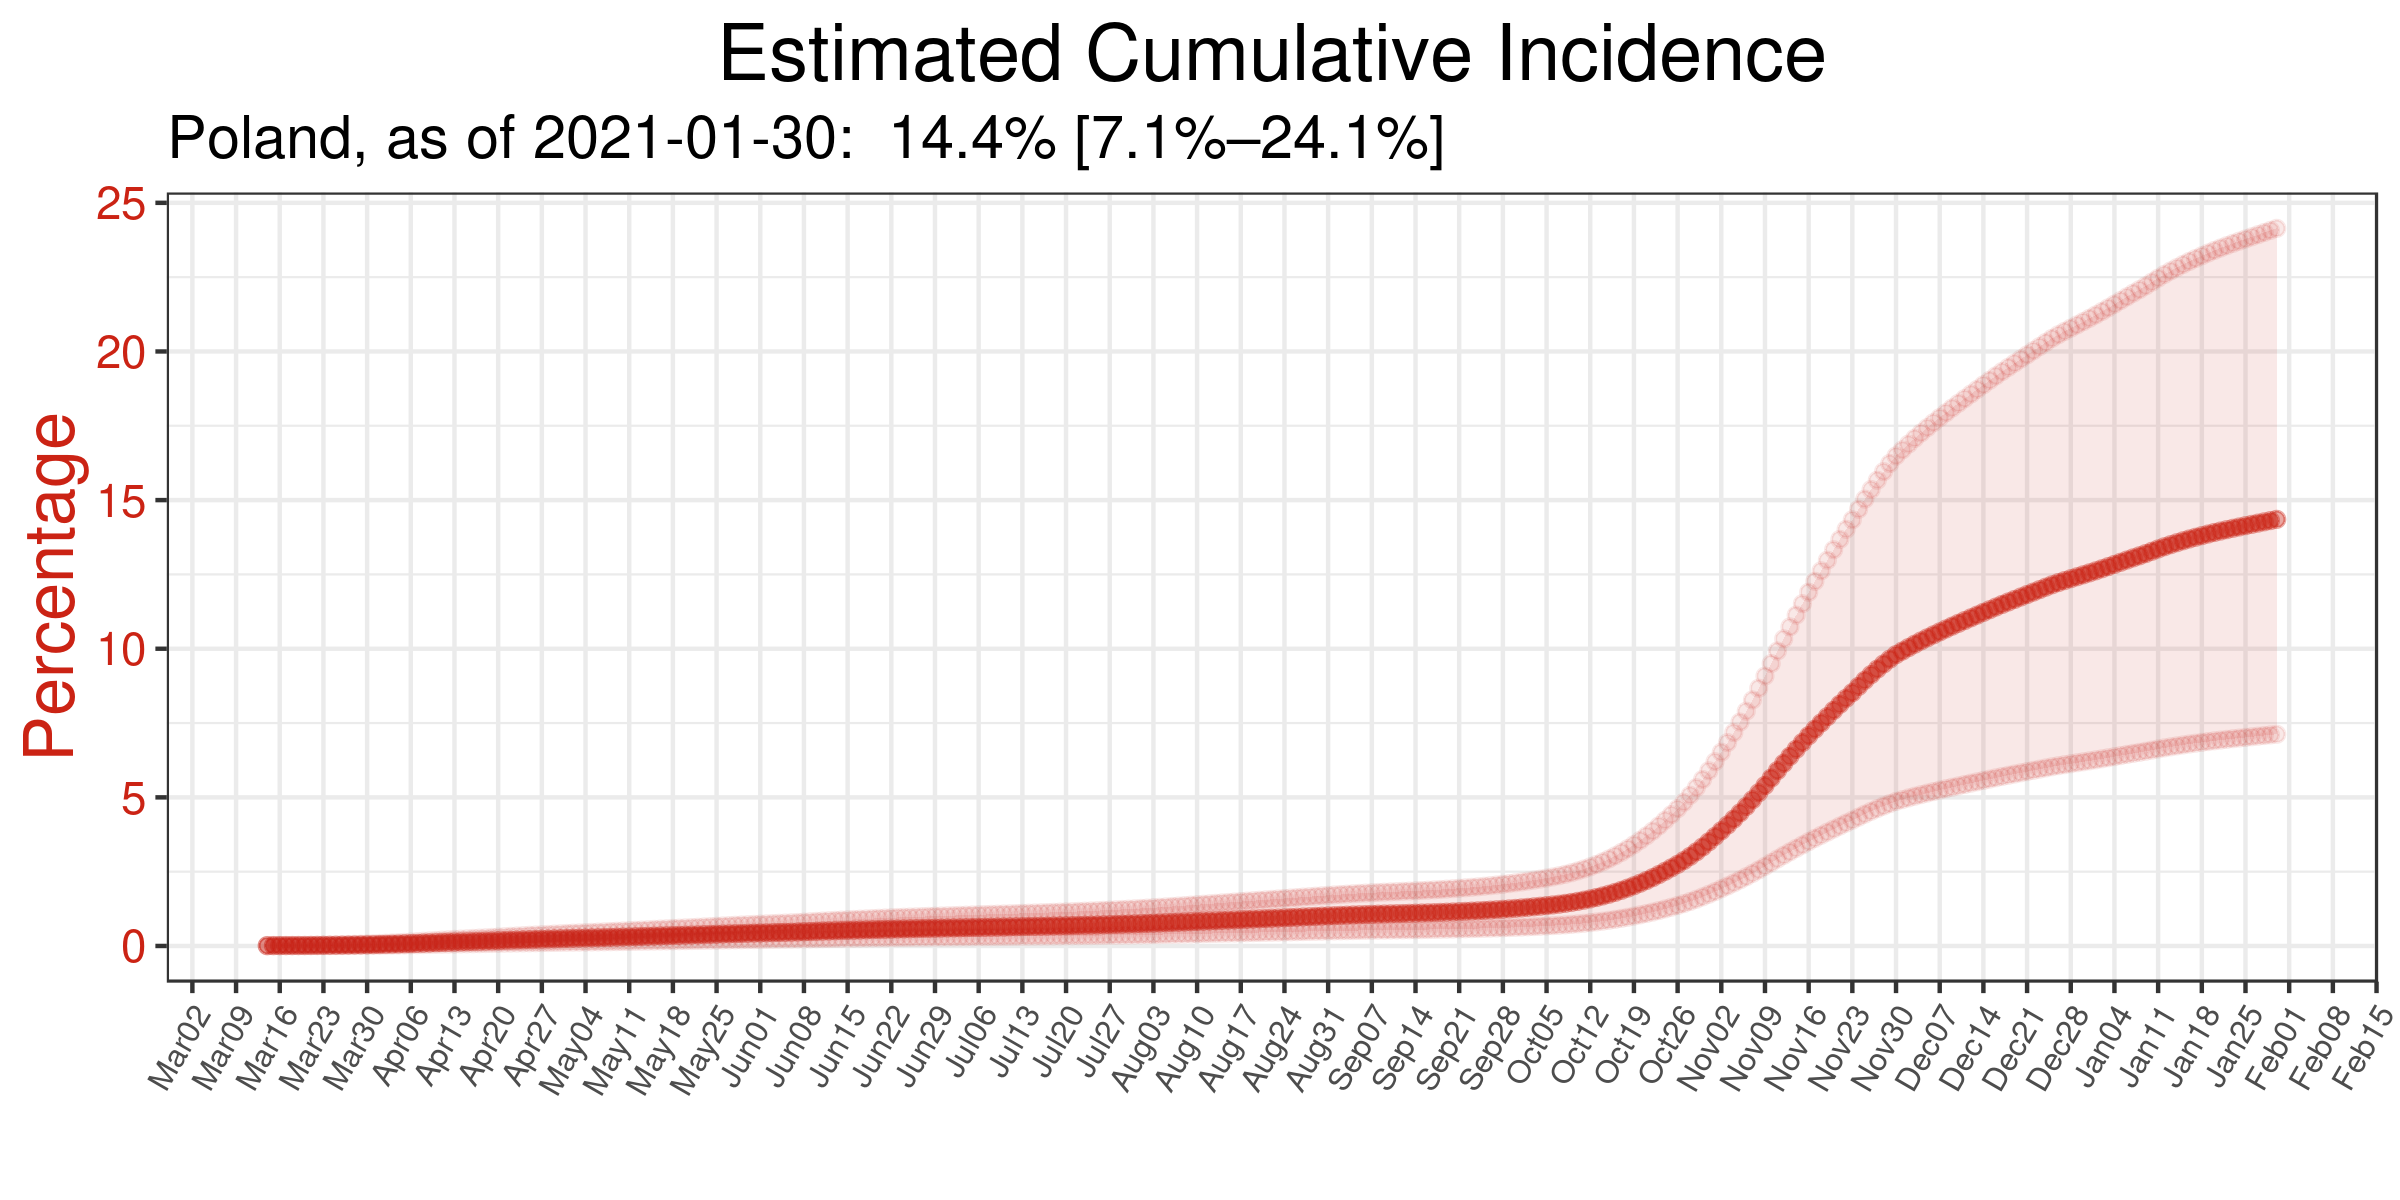 Estimated Cumulative Incidence
Poland, as of 2021-01-30:  14.4% [7.1%–24.1%]
Percentage
25
20
15
10
5
0
Mar02
Mar09
Mar16
Mar23
Mar30
Apr06
Apr13
Apr20
Apr27
May04
May11
May18
May25
Jun01
Jun08
Jun15
Jun22
Jun29
Jul06
Jul13
Jul20
Jul27
Aug03
Aug10
Aug17
Aug24
Aug31
Sep07
Sep14
Sep21
Sep28
Oct05
Oct12
Oct19
Oct26
Nov02
Nov09
Nov16
Nov23
Nov30
Dec07
Dec14
Dec21
Dec28
Jan04
Jan11
Jan18
Jan25
Feb01
Feb08
Feb15